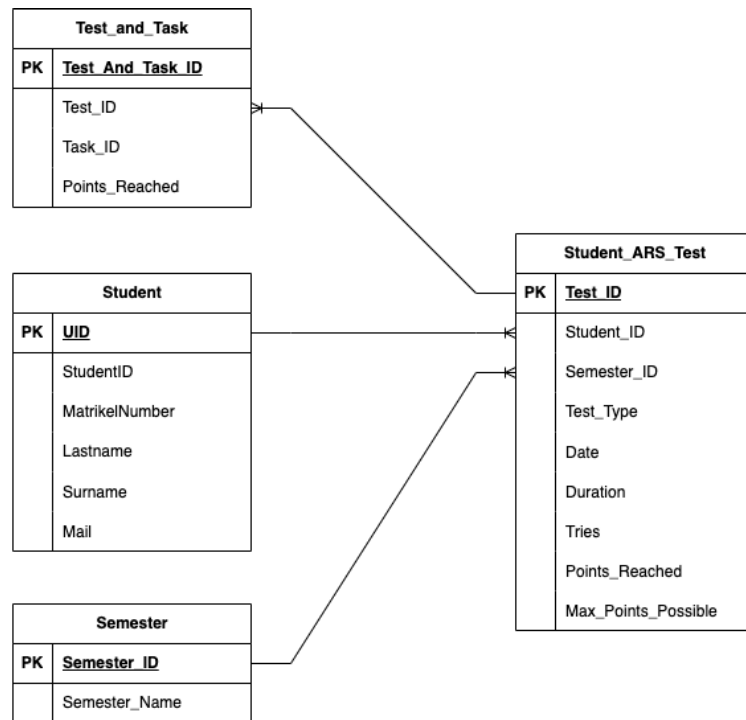 Test_and_Task
PK Test_And_Task_ID
Test_ID
Task_ID
Points_Reached
Student
PK UID
StudentID
MatrikelNumber
Lastname
Surname
Mail
Semester
PK Semester_ID
Semester_Name
Student_ARS_Test
PK Test_ID
Student_ID
Semester_ID
Test_Type
Date
Duration
Tries
Points_Reached
Max_Points_Possible